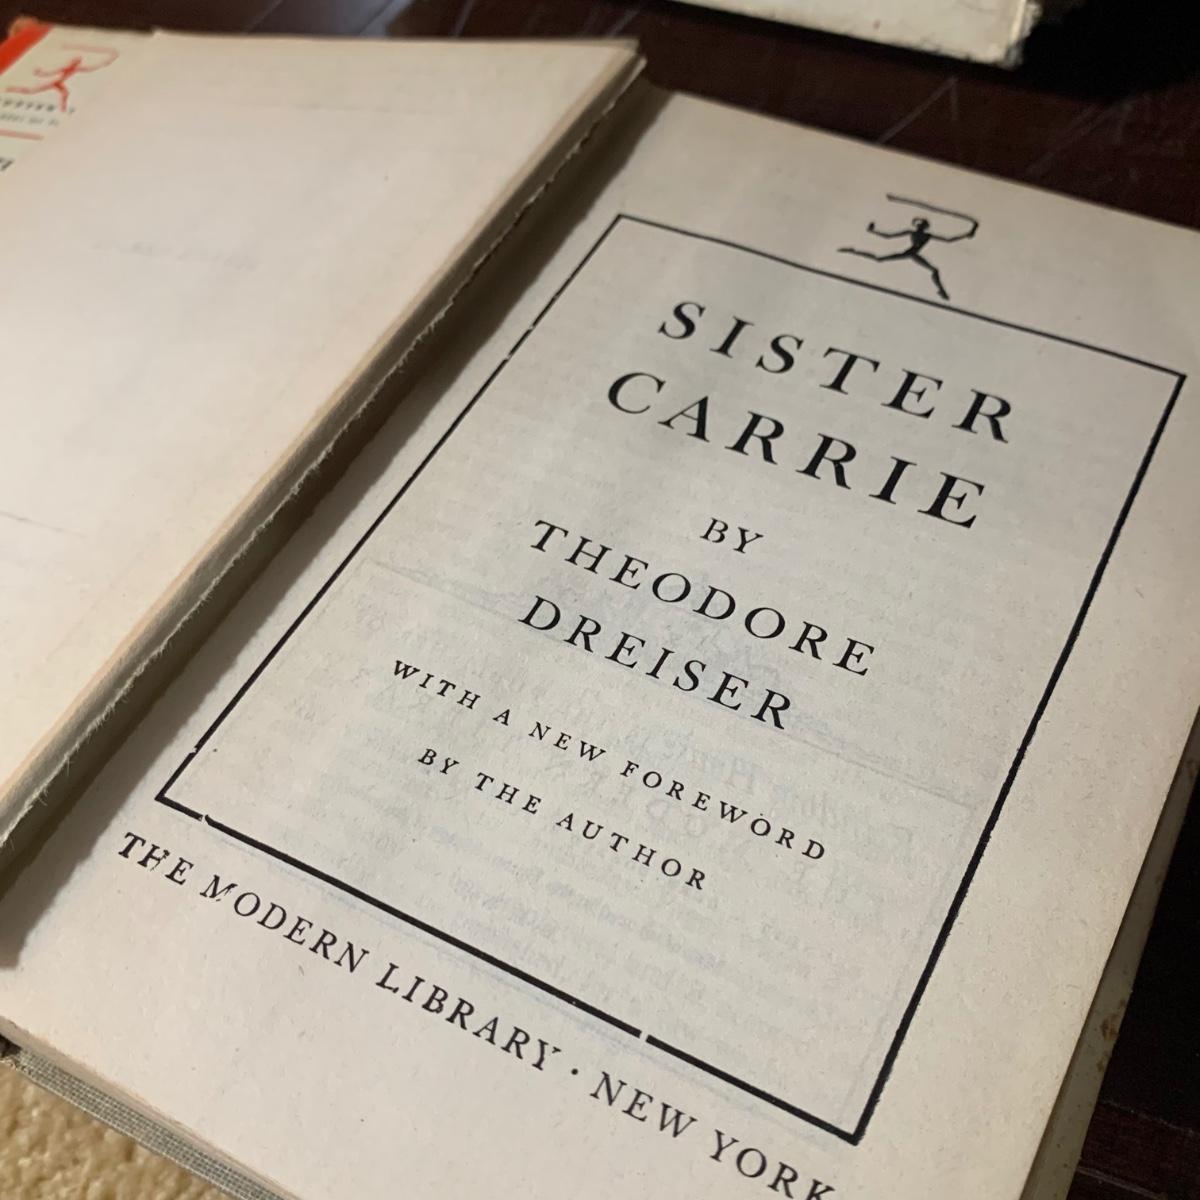 SISTER
CARRIE
BY
THEODORE
DREISER
WITH A NEW FOREWORD
BY THE AUTHOR
THE MODERN LIBRARY · NEW YORK